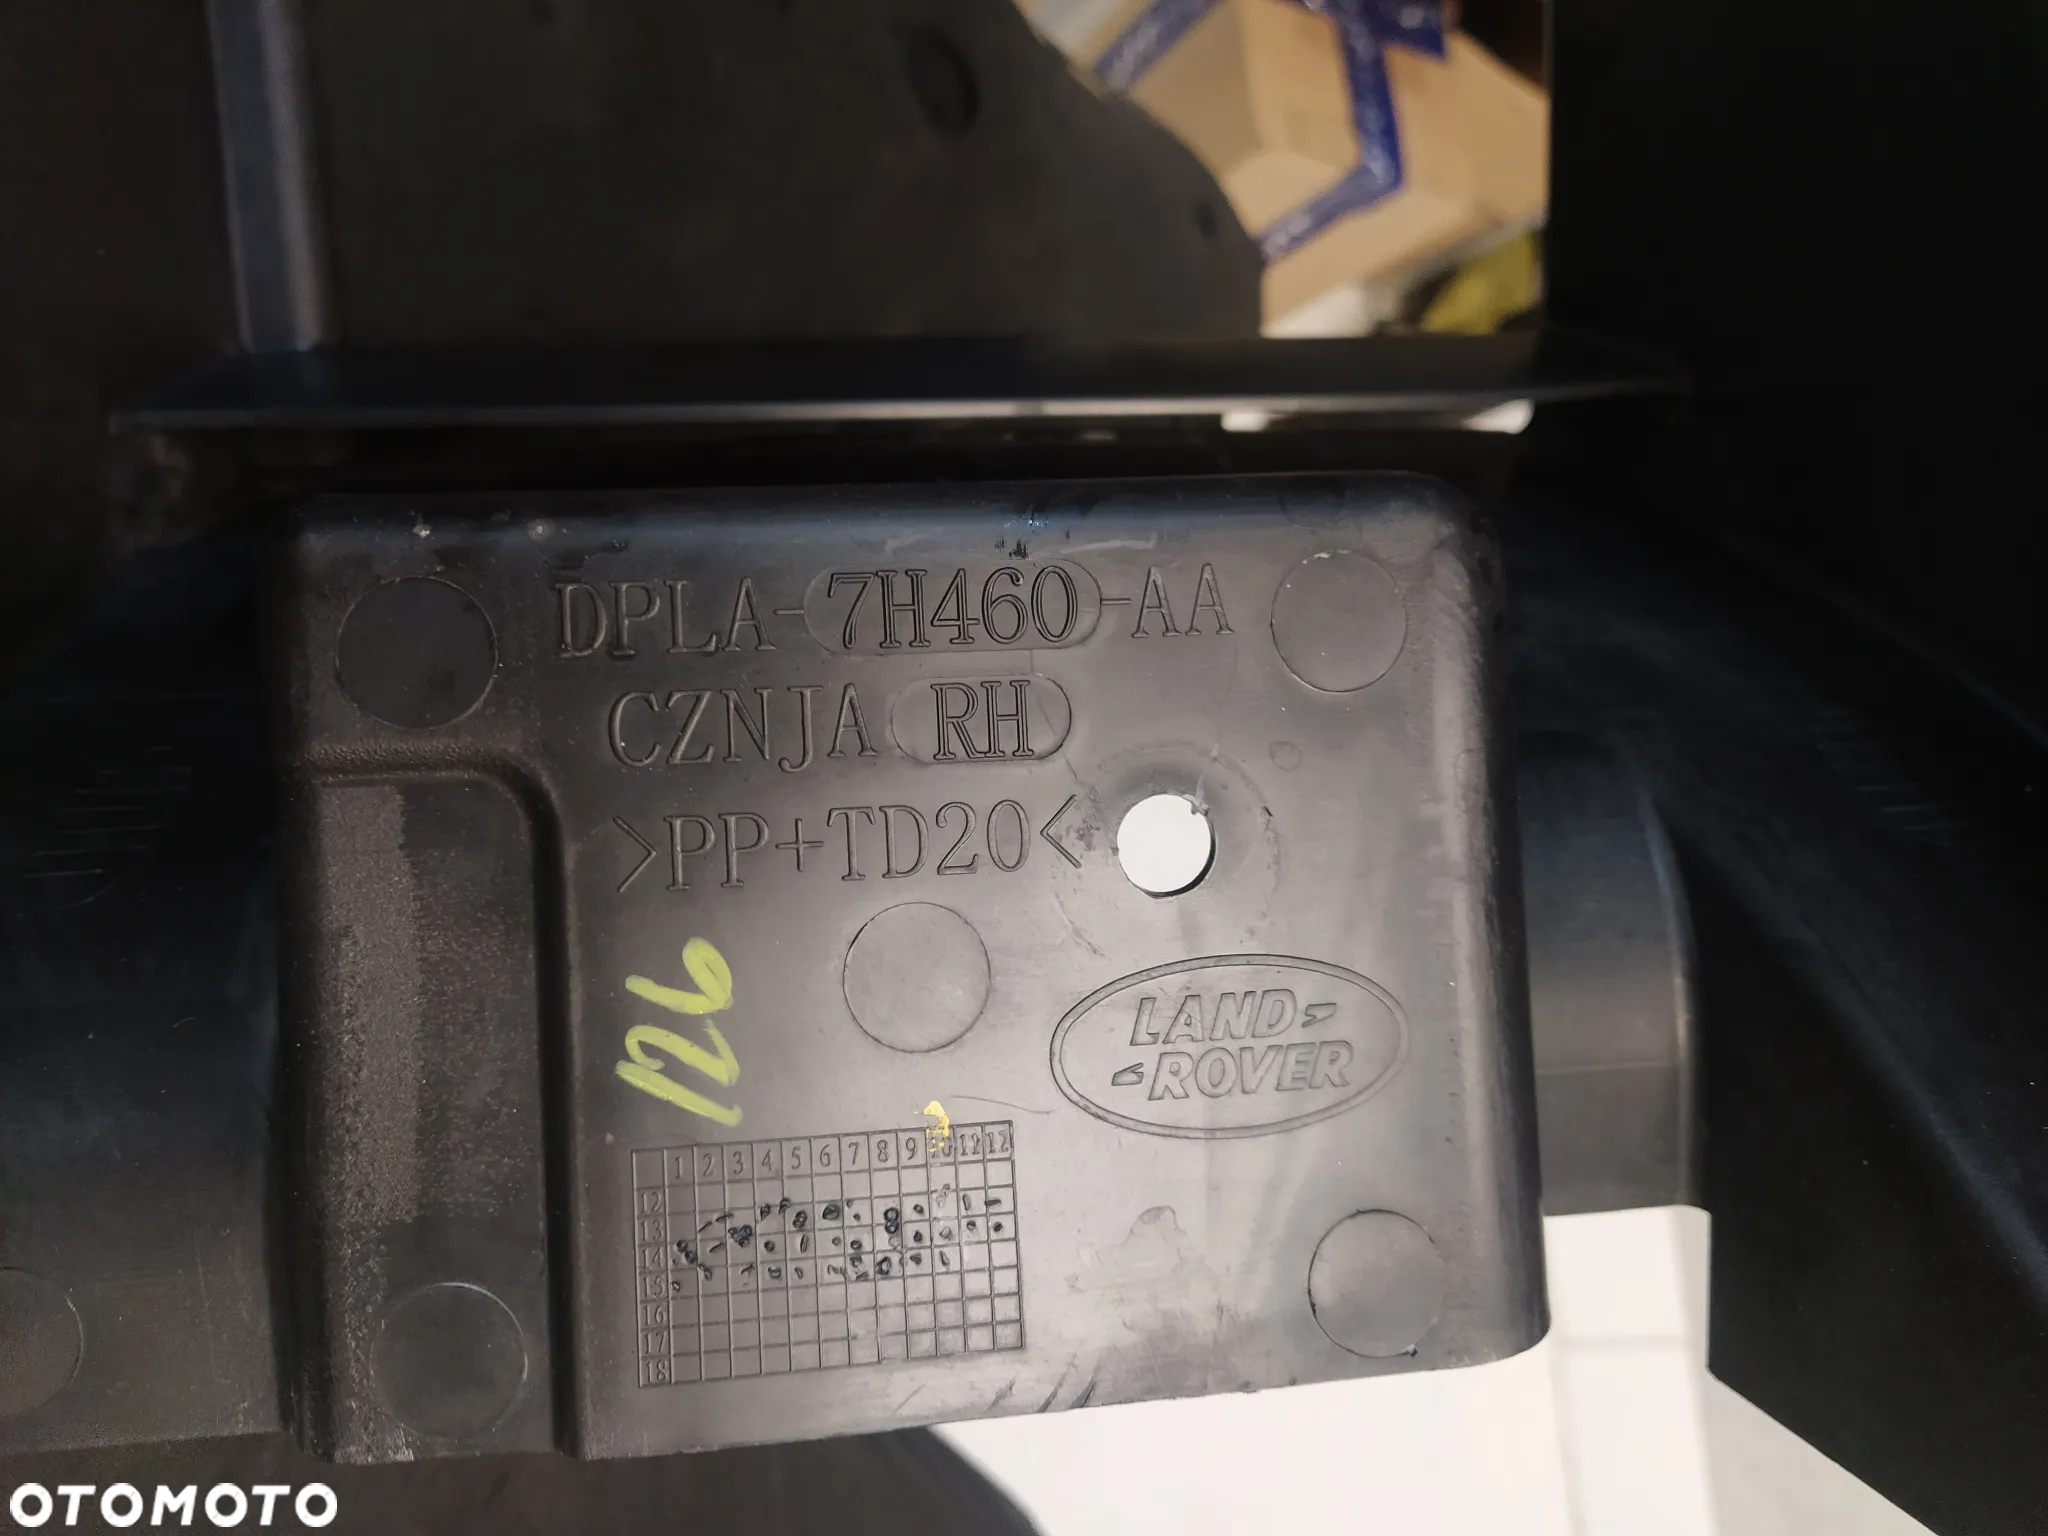 DPLA-7H460-AA
CZNJA RH
>PP+TD20<
126
LAND
ROVER
1 2 3 4 5 6 7 8 9 10 11 12
12
13
14
15
16
17
18
OTOMOTO